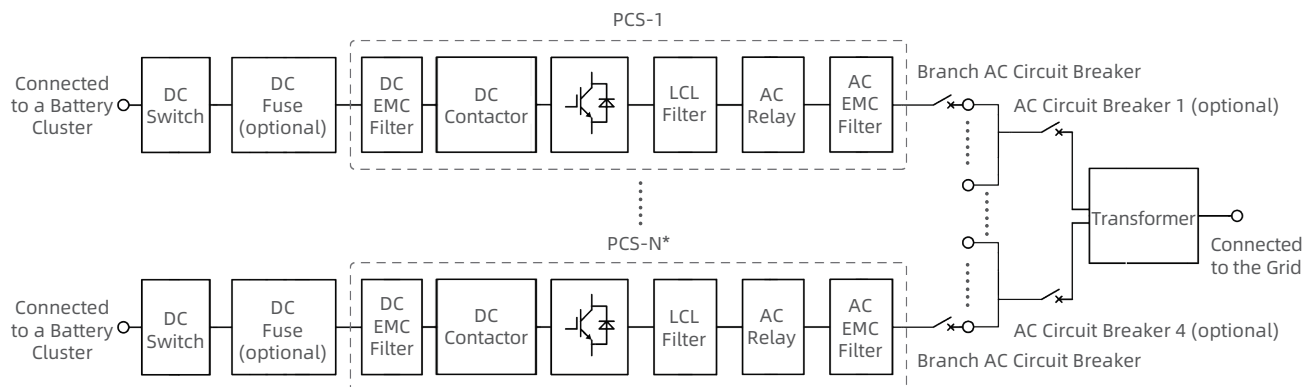 PCS-1
Connected
to a Battery
Cluster
DC
Switch
DC
Fuse
(optional)
DC
EMC
Filter
DC
Contactor
LCL
Filter
AC
Relay
AC
EMC
Filter
Branch AC Circuit Breaker
AC Circuit Breaker 1 (optional)
Transformer
Connected
to the Grid
PCS-N*
Connected
to a Battery
Cluster
DC
Switch
DC
Fuse
(optional)
DC
EMC
Filter
DC
Contactor
LCL
Filter
AC
Relay
AC
EMC
Filter
AC Circuit Breaker 4 (optional)
Branch AC Circuit Breaker